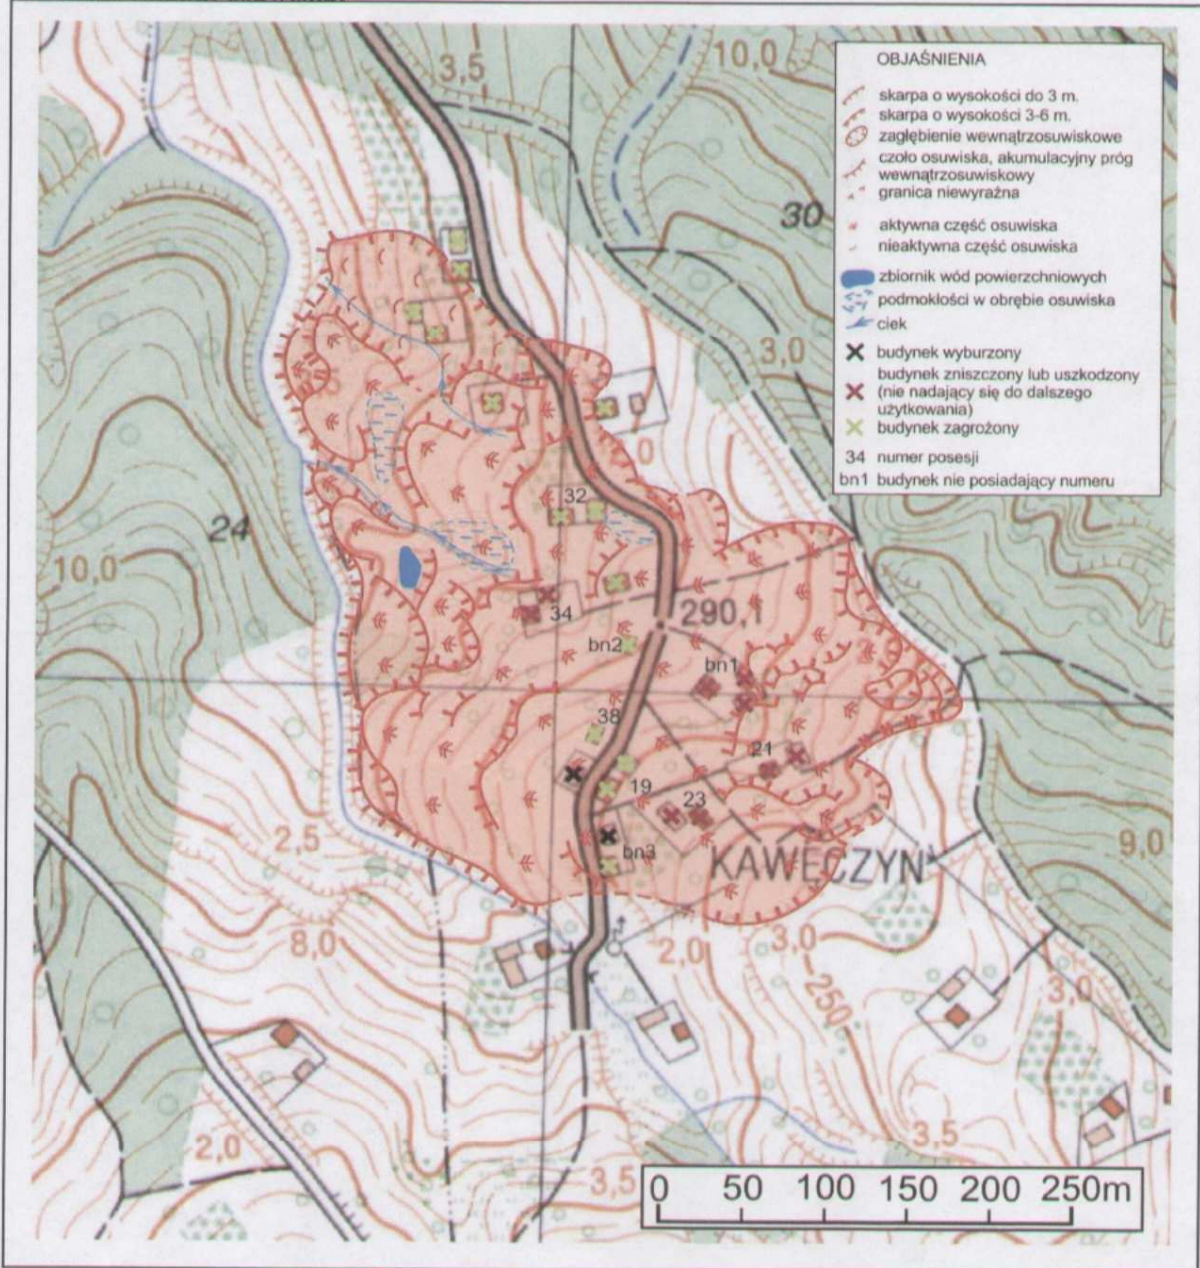 3,5
10,0
OBJAŚNIENIA
skarpa o wysokości do 3 m.
skarpa o wysokości 3-6 m.
zagłębienie wewnątrzosuwiskowe
czoło osuwiska, akumulacyjny próg
wewnątrzosuwiskowy
granica niewyraźna
aktywna część osuwiska
nieaktywna część osuwiska
zbiornik wód powierzchniowych
podmokłości w obrębie osuwiska
ciek
budynek wyburzony
budynek zniszczony lub uszkodzony
(nie nadający się do dalszego
użytkowania)
budynek zagrożony
34 numer posesji
bn1 budynek nie posiadający numeru
30
3,0
0
32
24
10,0
34
290,1
bn2
bn1
38
21
19
23
2,5
bn3
KAWĘCZYN
9,0
8,0
2,0
3,0
250
3,0
2,0
3,5
3,5
0 50 100 150 200 250m